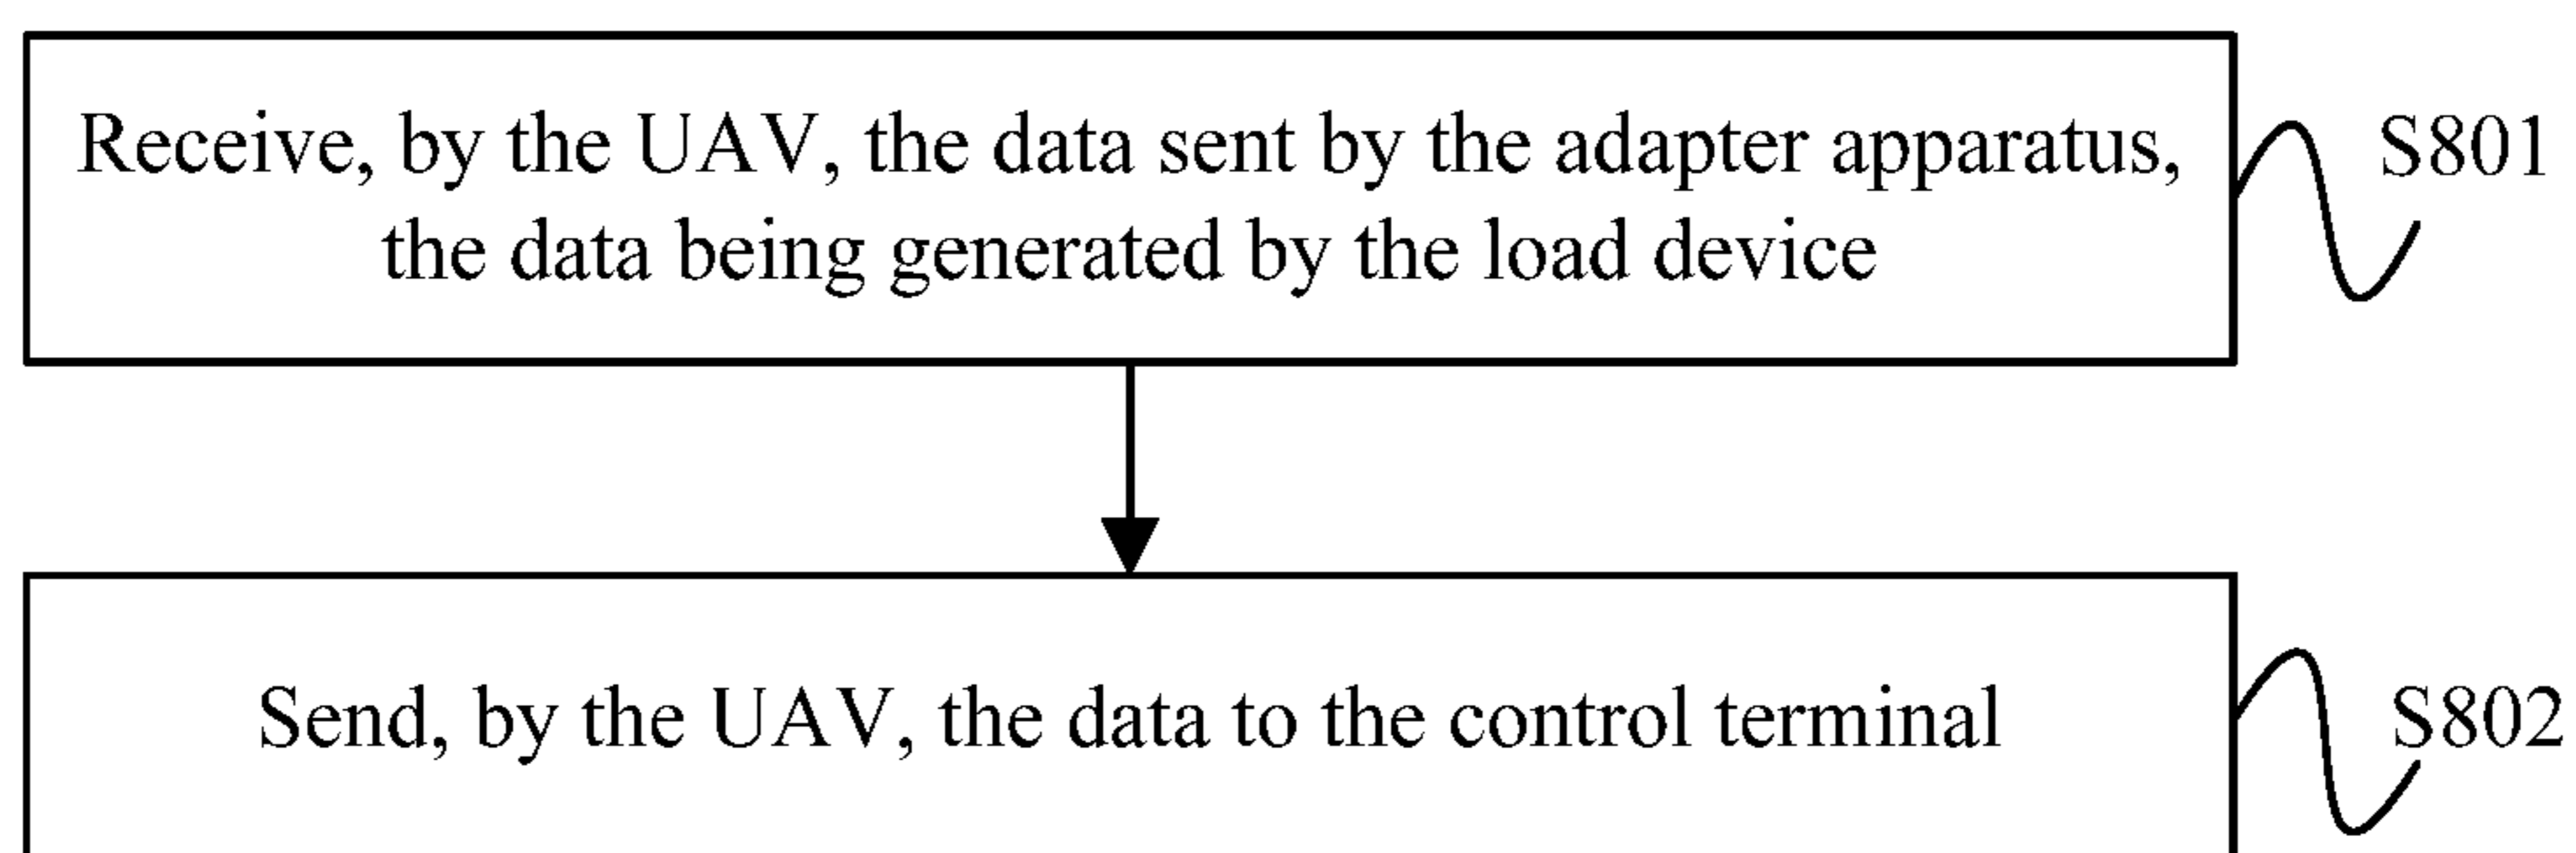 Receive, by the UAV, the data sent by the adapter apparatus,
the data being generated by the load device
S801
Send, by the UAV, the data to the control terminal
S802